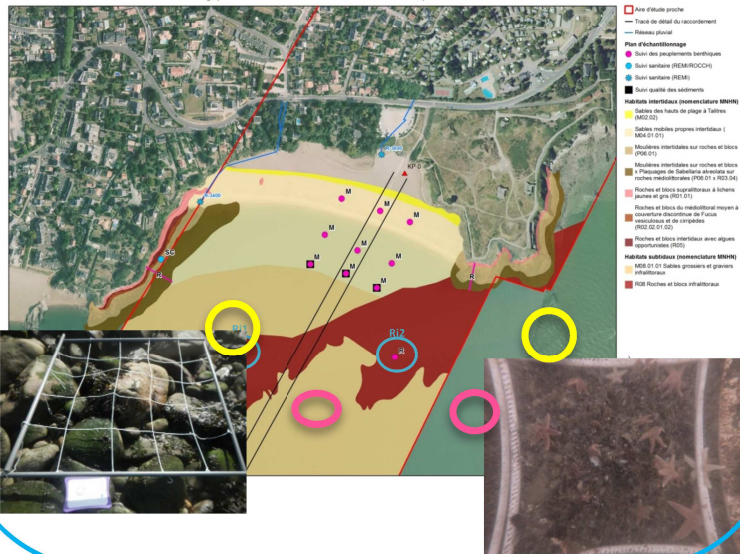 Aire d'étude proche
Tracé de détail du raccordement
Réseau pluvial
Plan d'échantillonnage
Suivi des peuplements benthiques
Suivi sanitaire (REMI/ROCCH)
Suivi sanitaire (REMI)
Suivi qualité des sédiments
Habitats intertidaux (nomenclature MNHN)
Sables des hauts de plage à Talitres
(M02.02)
Sables mobiles propres intertidaux (
M04.01.01)
Moulières intertidales sur roches et blocs
(P06.01)
Moulières intertidales sur roches et blocs
x Plaquages de Sabellaria alveolata sur
roches médiolittorales (P06.01 x R03.04)
Roches et blocs supralittoraux à lichens
jaunes et gris (R01.01)
Roches et blocs du médiolittoral moyen à
couverture discontinue de Fucus
vesiculosus et de cirripèdes
(R02.02.01.02)
Roches et blocs intertidaux avec algues
opportunistes (R05)
Habitats subtidaux (nomenclature MNHN)
M08.01.01 Sables grossiers et graviers
infralittoraux
R08 Roches et blocs infralittoraux
KP 0
M
M
M
M
M
M
M
M
M
SG
R
R
Ri1
Ri2
R